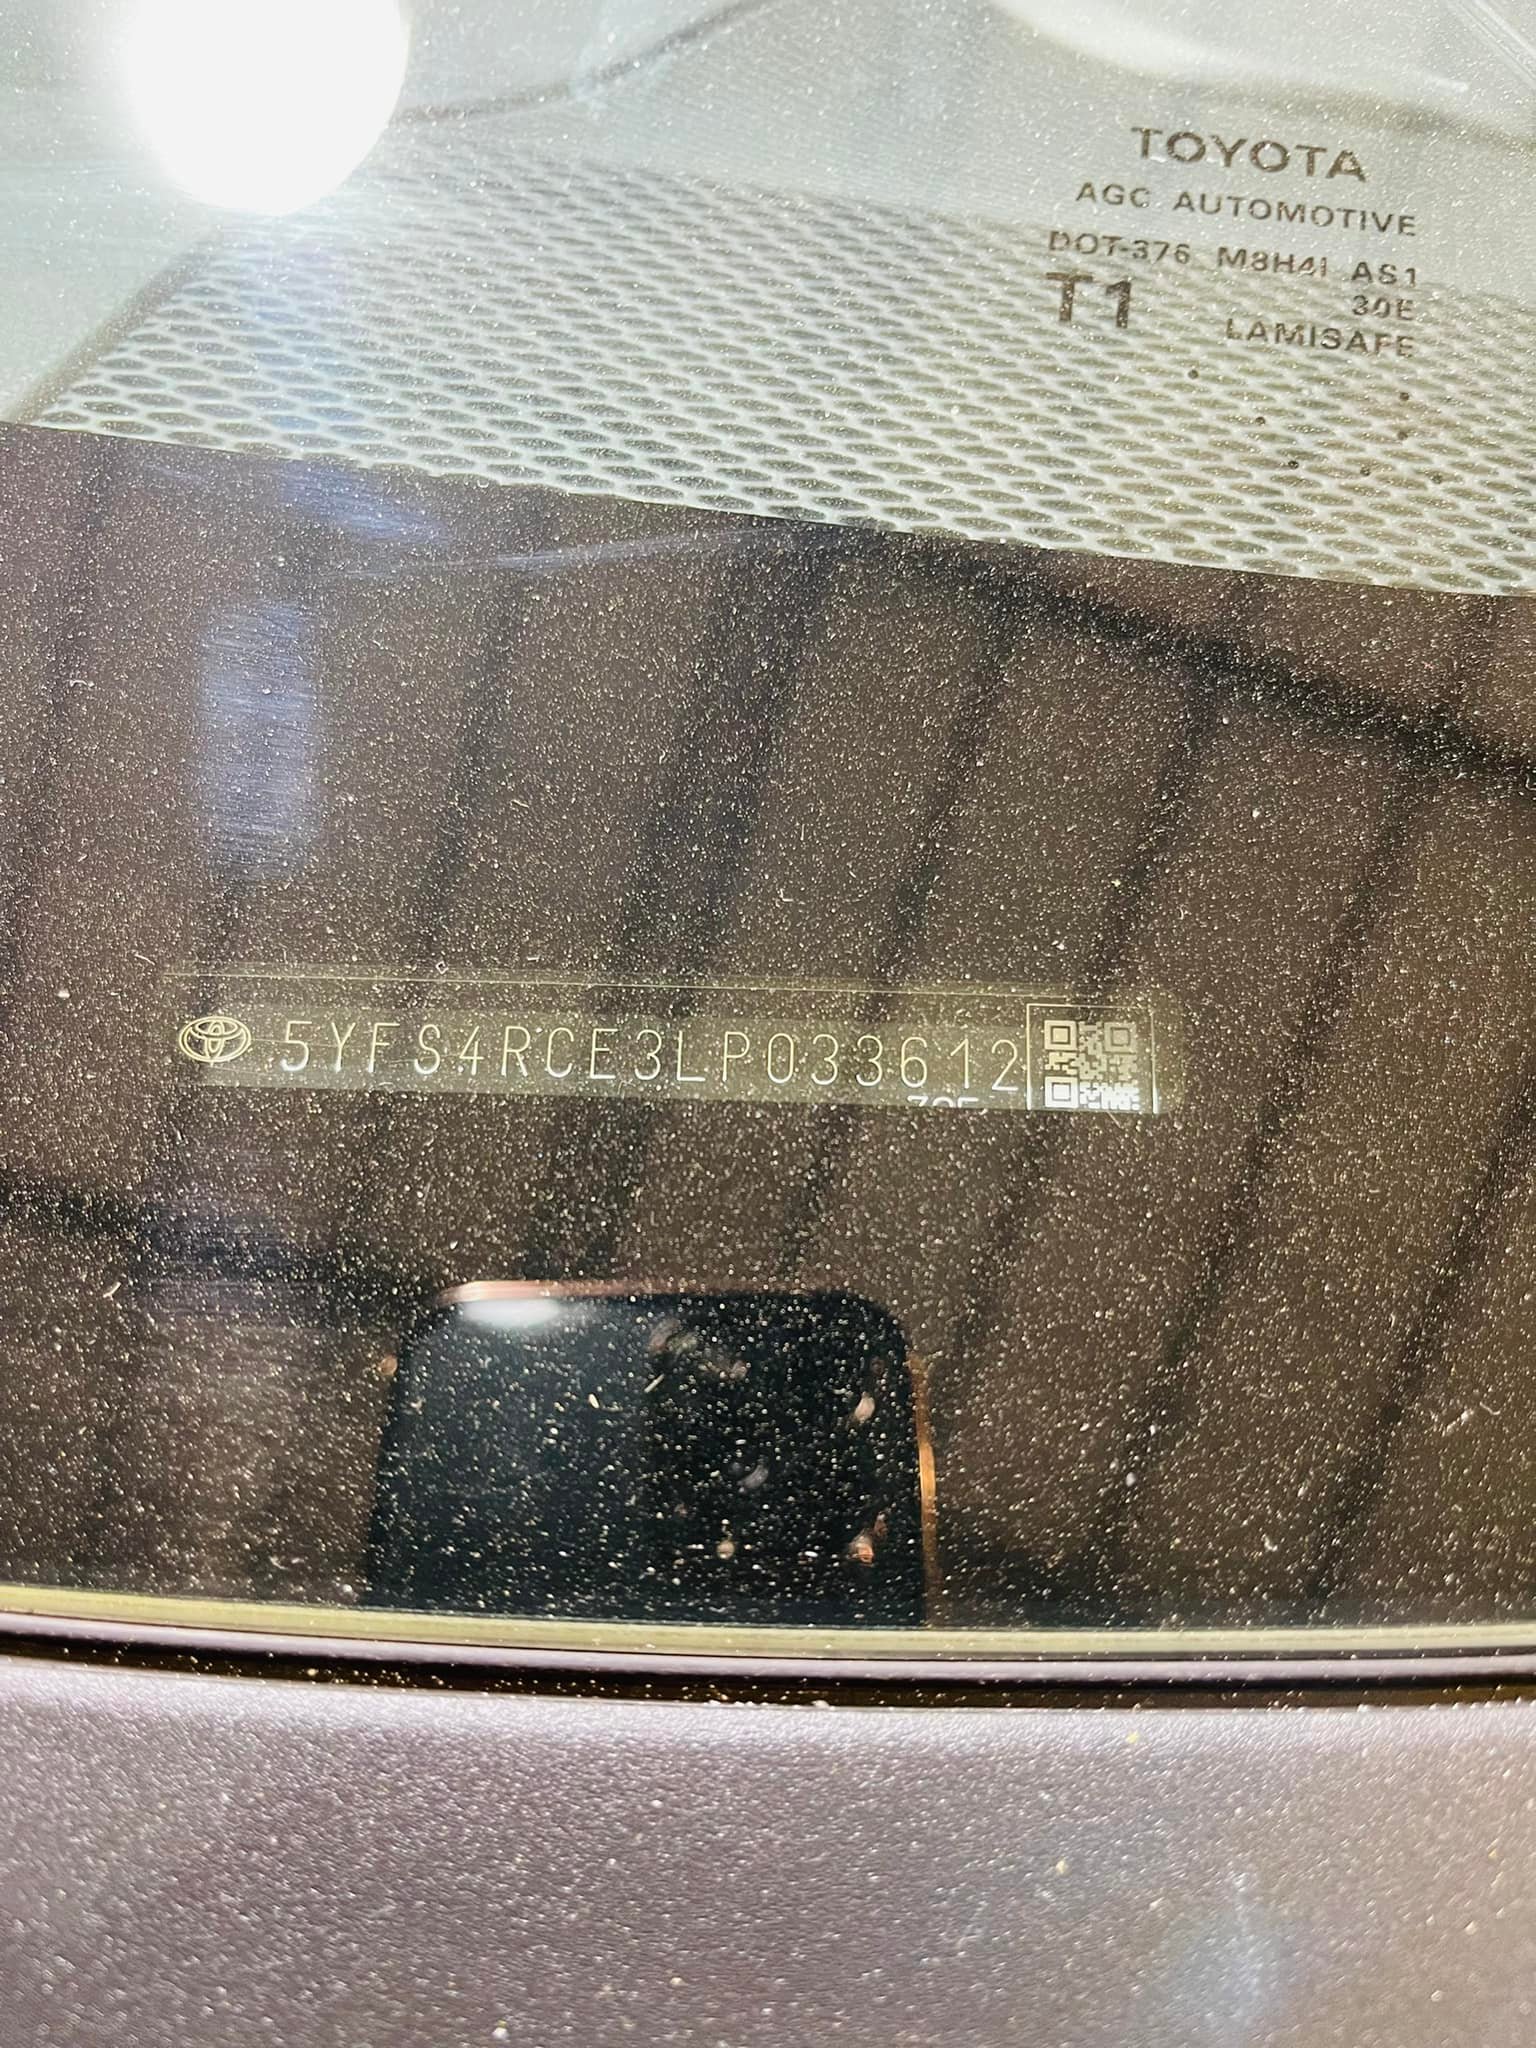 TOYOTA
AGC AUTOMOTIVE
DOT-376 M8H4I AS1
T1 30E
LAMISAFE
5YFS4RCE3LP033612